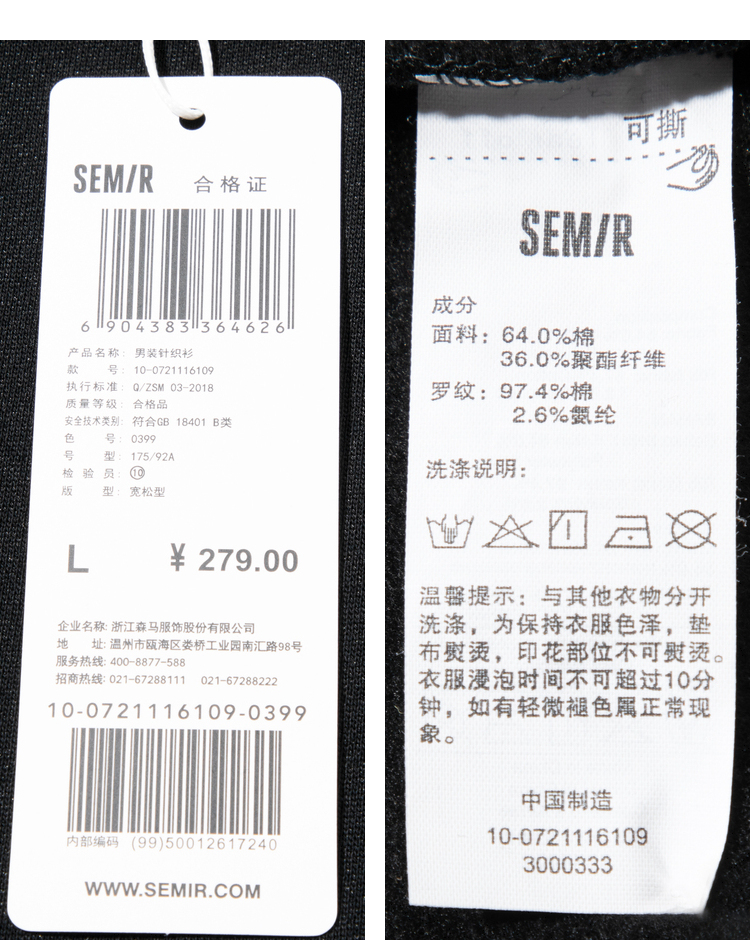 SEMIR 合格证
6 904383 364626
产品名称: 男装针织衫
款 号: 10-0721116109
执行标准: Q/ZSM 03-2018
质量等级: 合格品
安全技术类别: 符合GB 18401 B类
色 号: 0399
号 型: 175/92A
检 验 员: ⑩
版 型: 宽松型
L ¥ 279.00
企业名称: 浙江森马服饰股份有限公司
地 址: 温州市瓯海区娄桥工业园南汇路98号
服务热线: 400-8877-588
招商热线: 021-67288111 021-67288222
10-0721116109-0399
内部编码 (99)50012617240
WWW.SEMIR.COM
可撕
SEMIR
成分
面料: 64.0%棉
36.0%聚酯纤维
罗纹: 97.4%棉
2.6%氨纶
洗涤说明:
温馨提示: 与其他衣物分开
洗涤，为保持衣服色泽，垫
布熨烫，印花部位不可熨烫。
衣服浸泡时间不可超过10分
钟，如有轻微褪色属正常现
象。
中国制造
10-0721116109
3000333